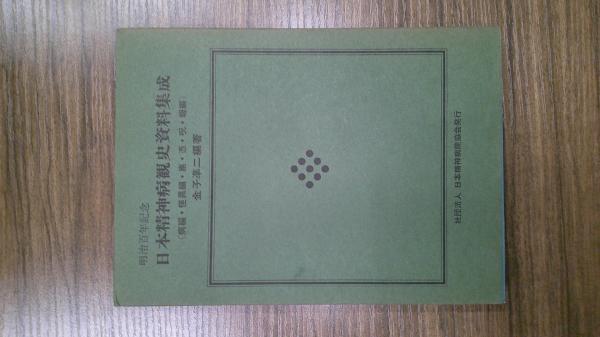 明治百年記念
日本精神病観史資料集成
金子準二編著
社団法人 日本精神病院協会発行